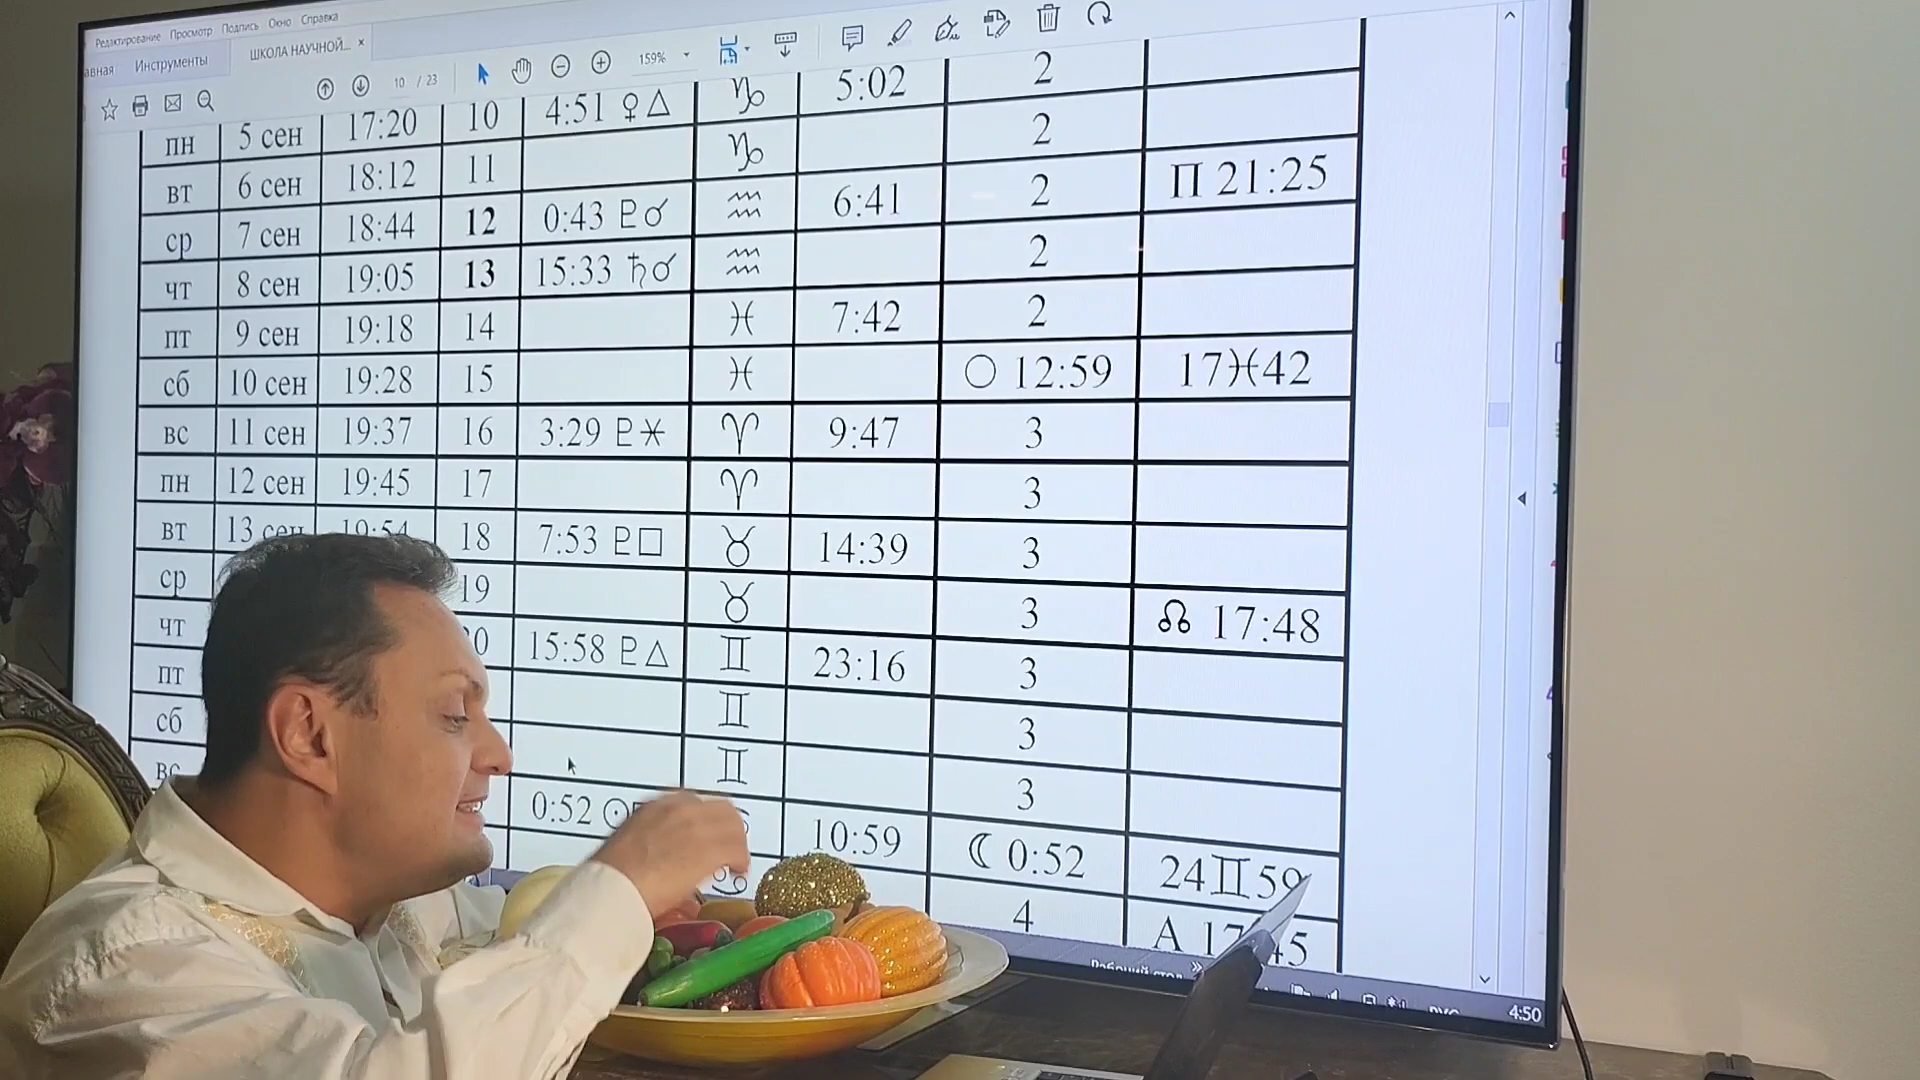 Редактирование Просмотр Подпись Окно Справка
авная Инструменты ШКОЛА НАУЧНОЙ... ×
10 / 23 159%
пн 5 сен 17:20 10 4:51 ♀△ ♑ 5:02 2
вт 6 сен 18:12 11 ♑ 2
ср 7 сен 18:44 12 0:43 ♇☌ ♒ 6:41 2 П 21:25
чт 8 сен 19:05 13 15:33 ♄☌ ♒ 2
пт 9 сен 19:18 14 ♓ 7:42 2
сб 10 сен 19:28 15 ♓ ○ 12:59 17♓42
вс 11 сен 19:37 16 3:29 ♇⚹ ♈ 9:47 3
пн 12 сен 19:45 17 ♈ 3
вт 13 сен 19:54 18 7:53 ♇□ ♉ 14:39 3
ср 19 ♉ 3 ☊ 17:48
чт 15:58 ♇△ ♊ 23:16 3
пт ♊ 3
сб ♊ 3
вс 0:52 ☉ 10:59 ☾ 0:52 24♊59
♋ 4 А 17
Рабочий стол »
4:50